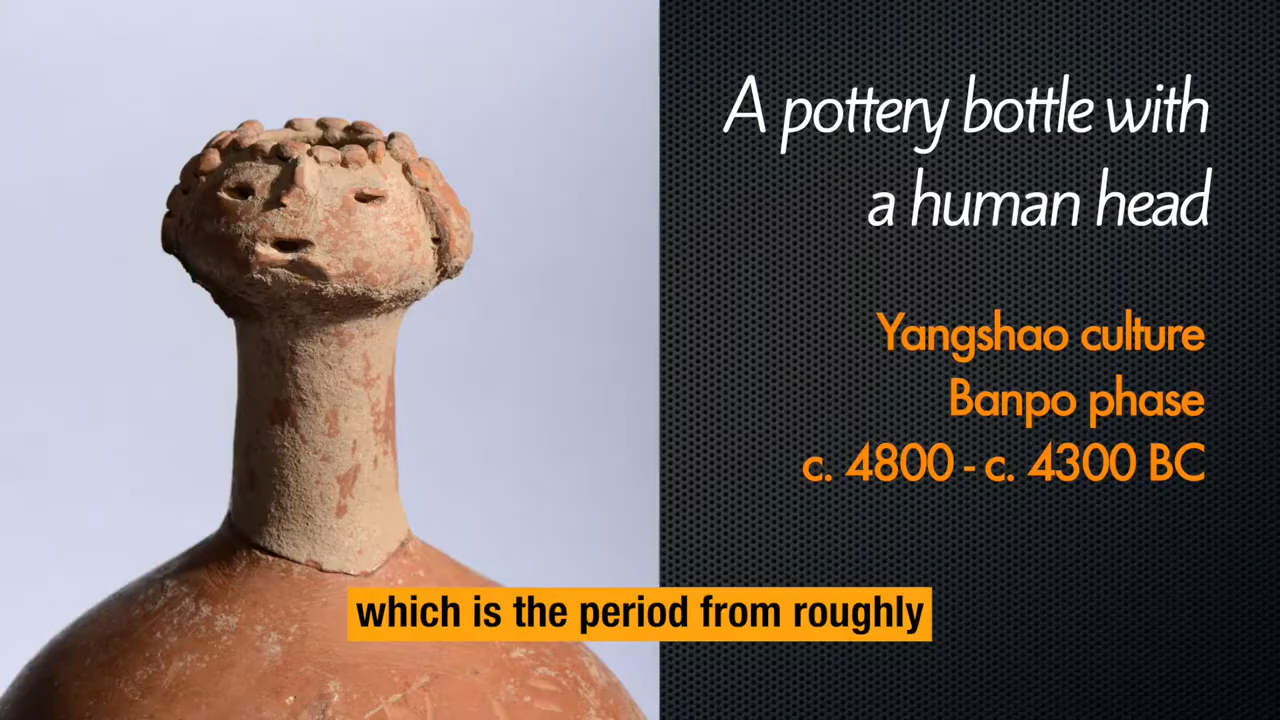 A pottery bottle with
a human head
Yangshao culture
Banpo phase
c. 4800 - c. 4300 BC
which is the period from roughly